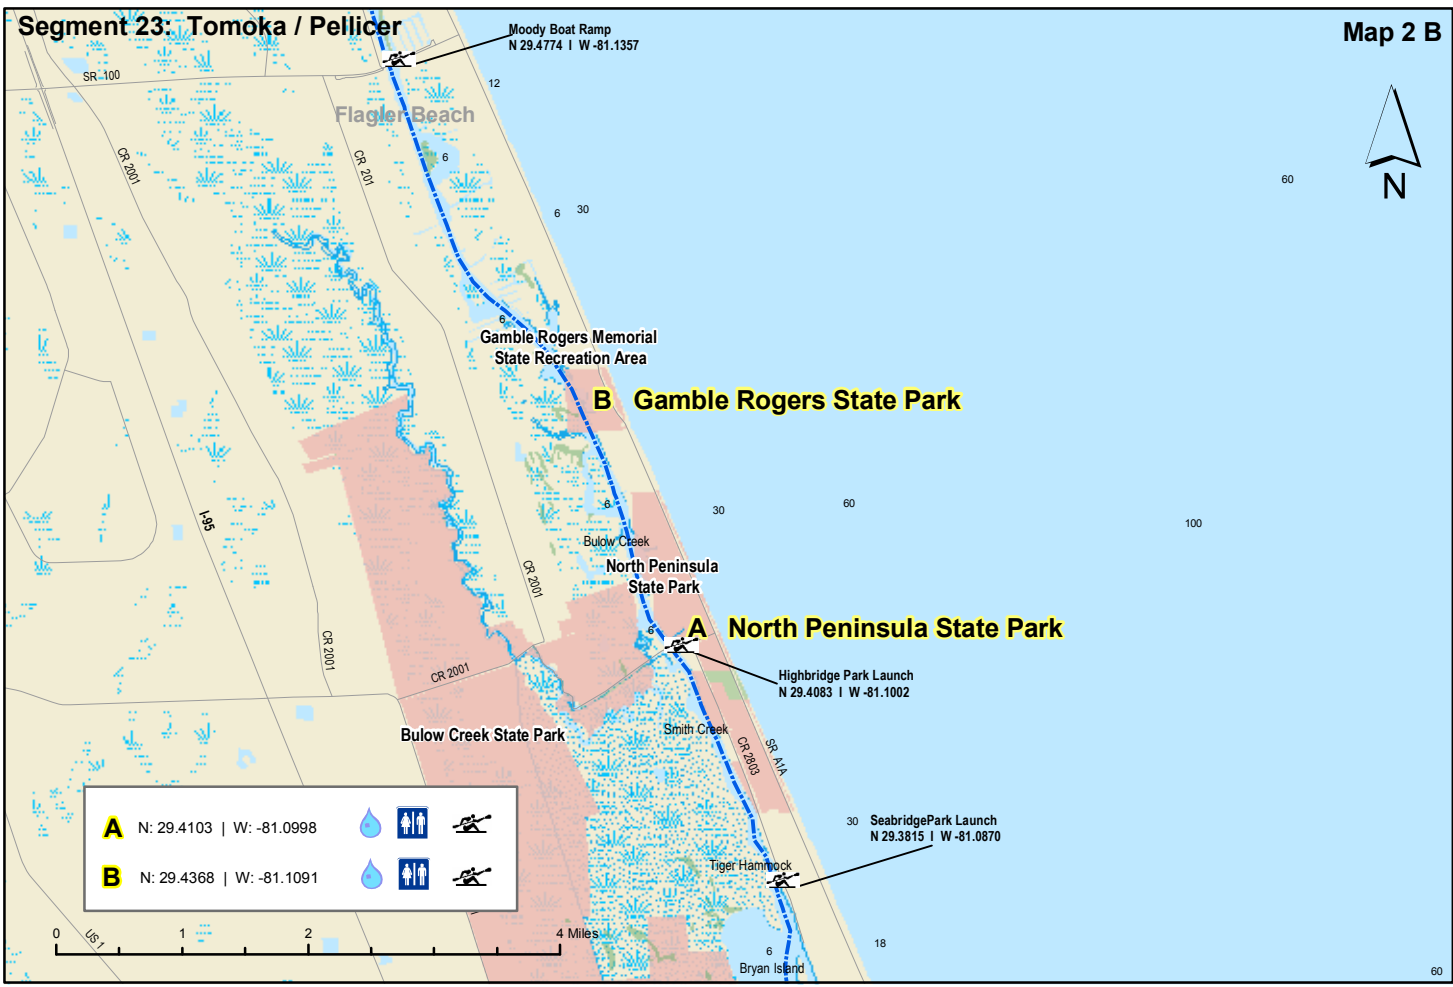 Segment 23: Tomoka / Pellicer
Map 2 B
Moody Boat Ramp
N 29.4774 I W -81.1357
SR 100
12
Flagler Beach
CR 2001
CR 201
6
60
N
6
30
6
Gamble Rogers Memorial
State Recreation Area
B Gamble Rogers State Park
I-95
6
30
60
100
Bulow Creek
North Peninsula
State Park
CR 2001
6
A North Peninsula State Park
CR 2001
CR 2001
Highbridge Park Launch
N 29.4083 I W -81.1002
Bulow Creek State Park
Smith Creek
CR 2803
SR A1A
A N: 29.4103 | W: -81.0998
B N: 29.4368 | W: -81.1091
30
SeabridgePark Launch
N 29.3815 I W -81.0870
Tiger Hammock
0 1 2 4 Miles
US 1
18
6
Bryan Island
60